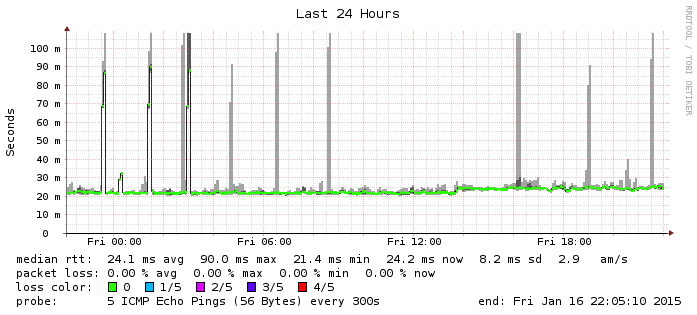 Last 24 Hours
RRDTOOL / TOBI OETIKER
Seconds
100 m
90 m
80 m
70 m
60 m
50 m
40 m
30 m
20 m
10 m
0
Fri 00:00 Fri 06:00 Fri 12:00 Fri 18:00
median rtt: 24.1 ms avg 90.0 ms max 21.4 ms min 24.2 ms now 8.2 ms sd 2.9 am/s
packet loss: 0.00 % avg 0.00 % max 0.00 % min 0.00 % now
loss color: 0 1/5 2/5 3/5 4/5
probe: 5 ICMP Echo Pings (56 Bytes) every 300s end: Fri Jan 16 22:05:10 2015